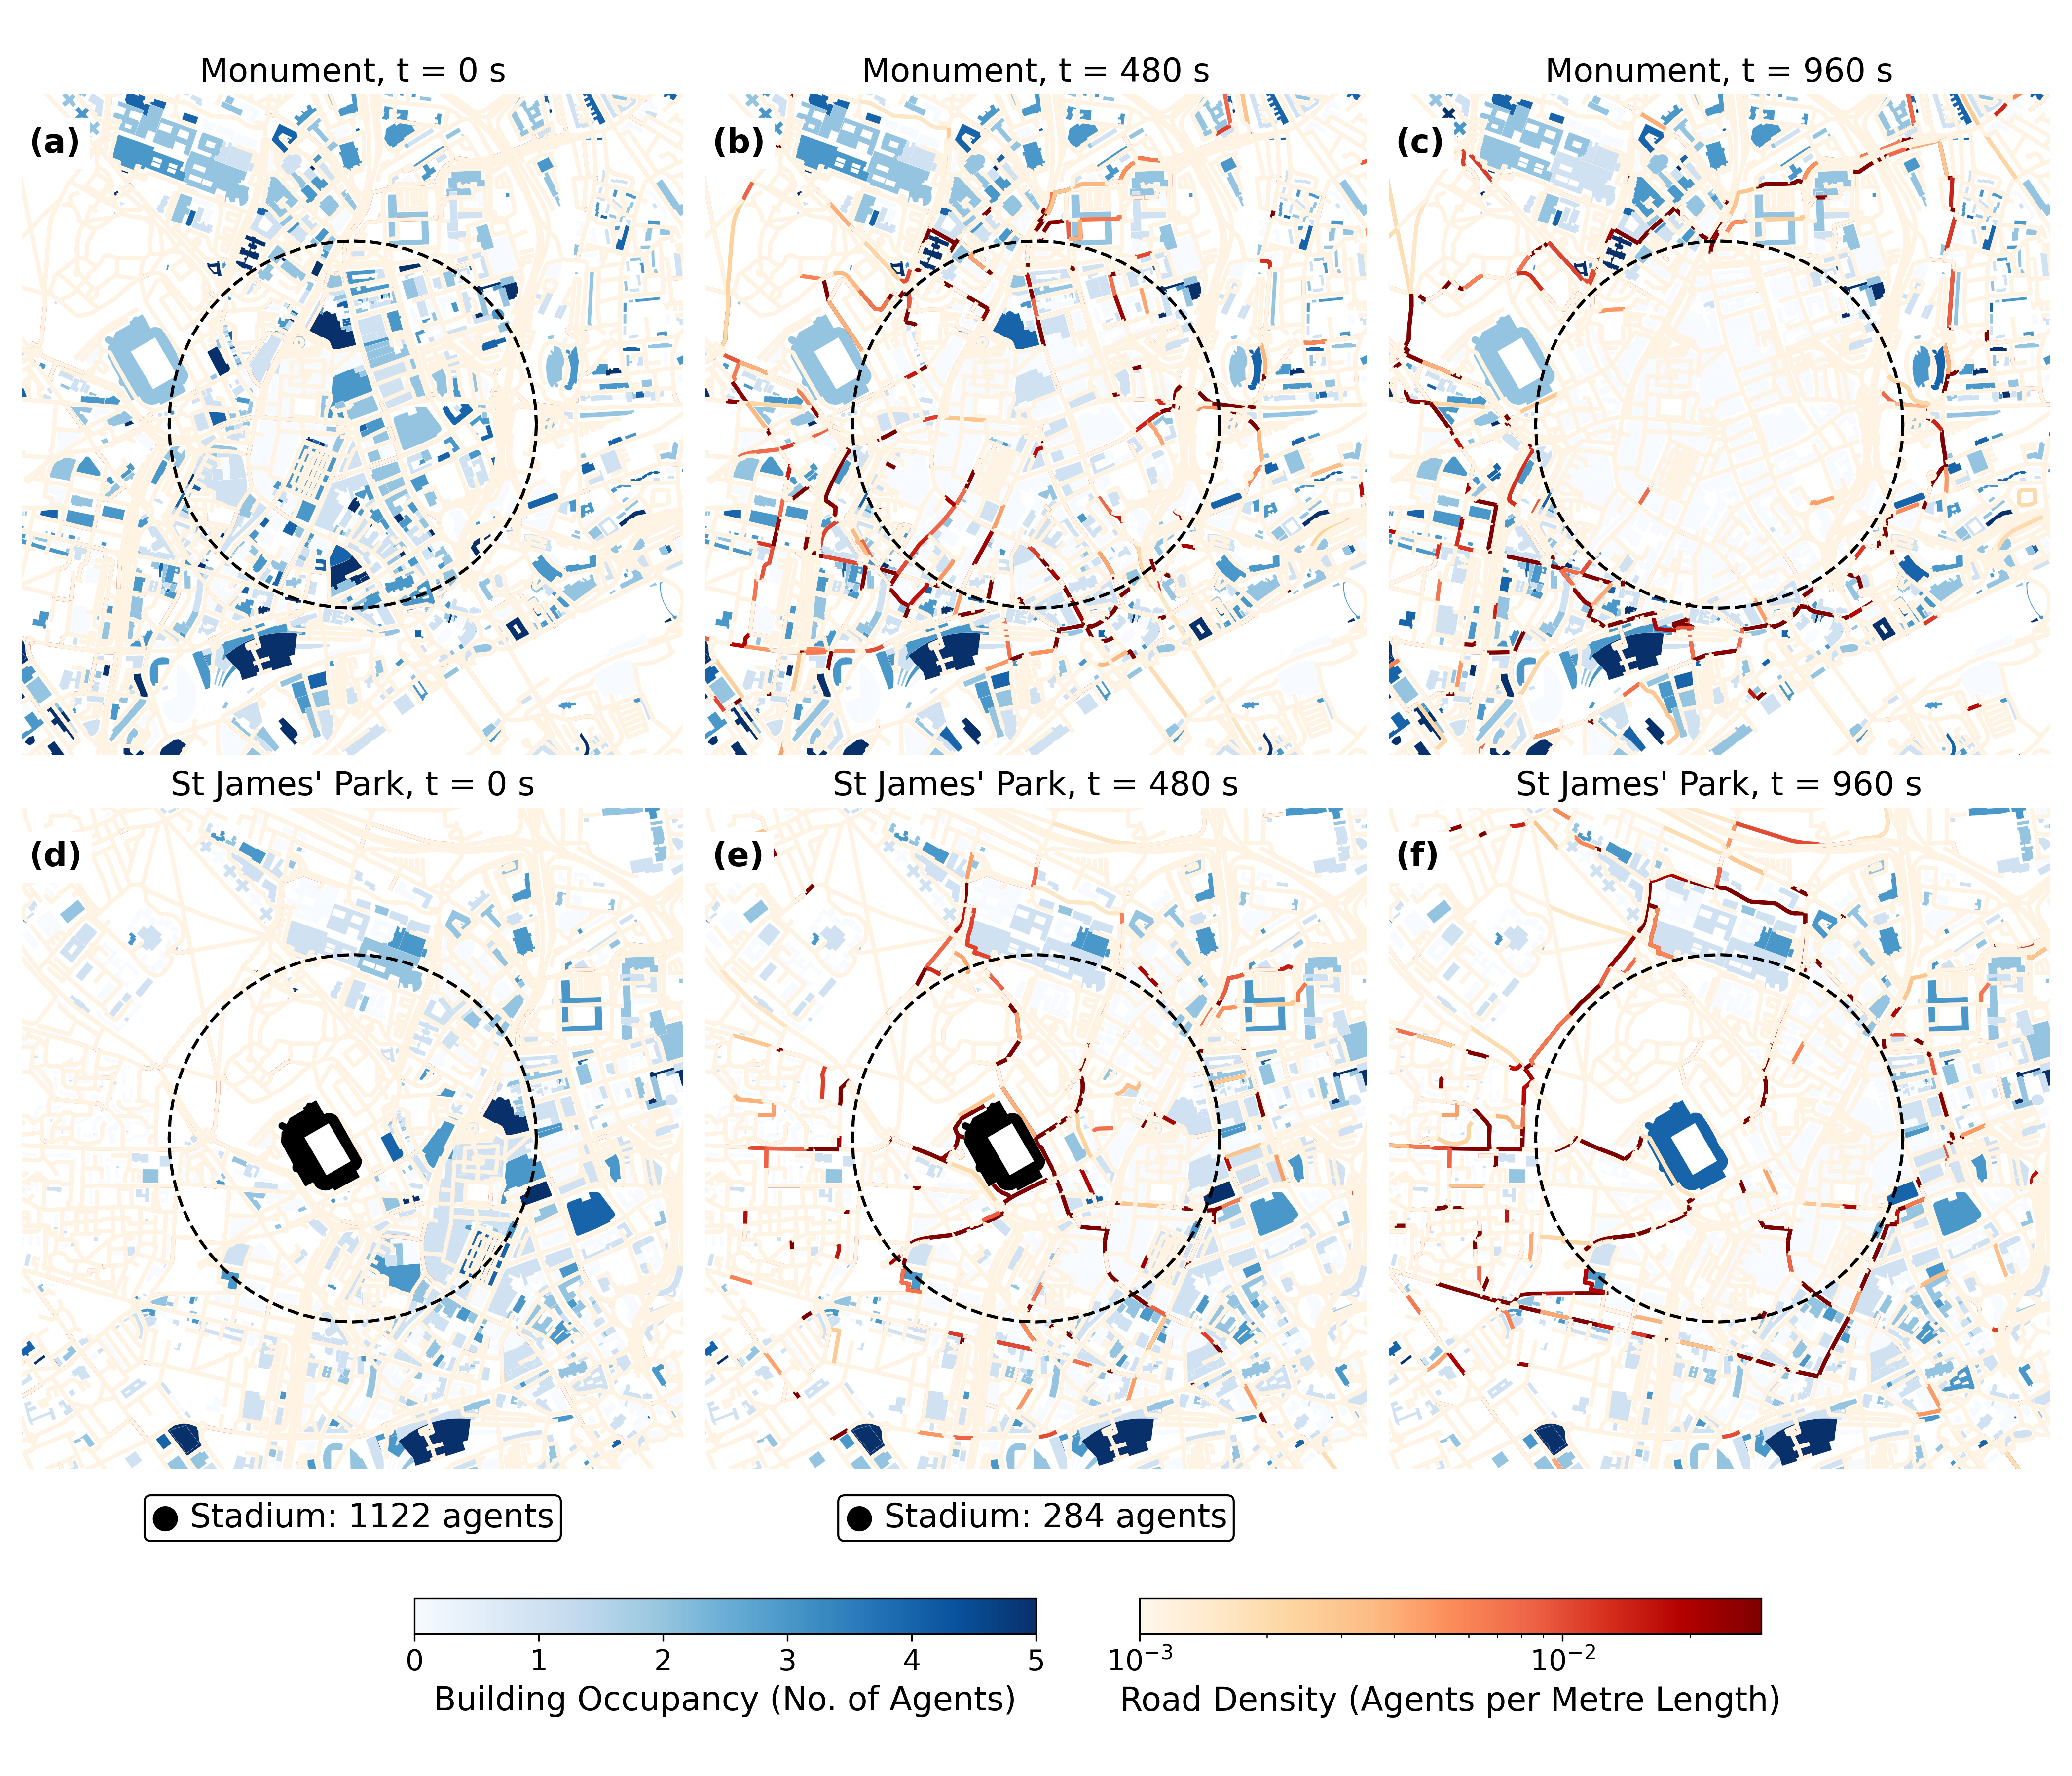 Monument, t = 0 s
Monument, t = 480 s
Monument, t = 960 s
(a)
(b)
(c)
St James' Park, t = 0 s
St James' Park, t = 480 s
St James' Park, t = 960 s
(d)
(e)
(f)
● Stadium: 1122 agents
● Stadium: 284 agents
0 1 2 3 4 5
Building Occupancy (No. of Agents)
10⁻³ 10⁻²
Road Density (Agents per Metre Length)